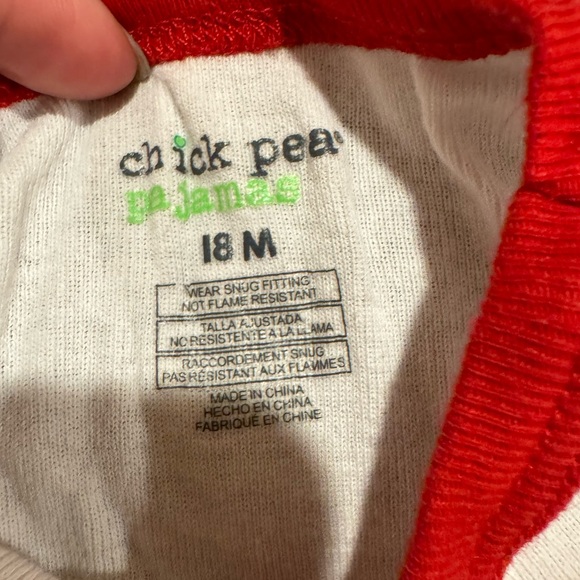 chick pea
pajamas
18 M
WEAR SNUG FITTING
NOT FLAME RESISTANT
TALLA AJUSTADA
NO RESISTENTE A LA LLAMA
RACCORDEMENT SNUG
PAS RÉSISTANT AUX FLAMMES
MADE IN CHINA
HECHO EN CHINA
FABRIQUÉ EN CHINE